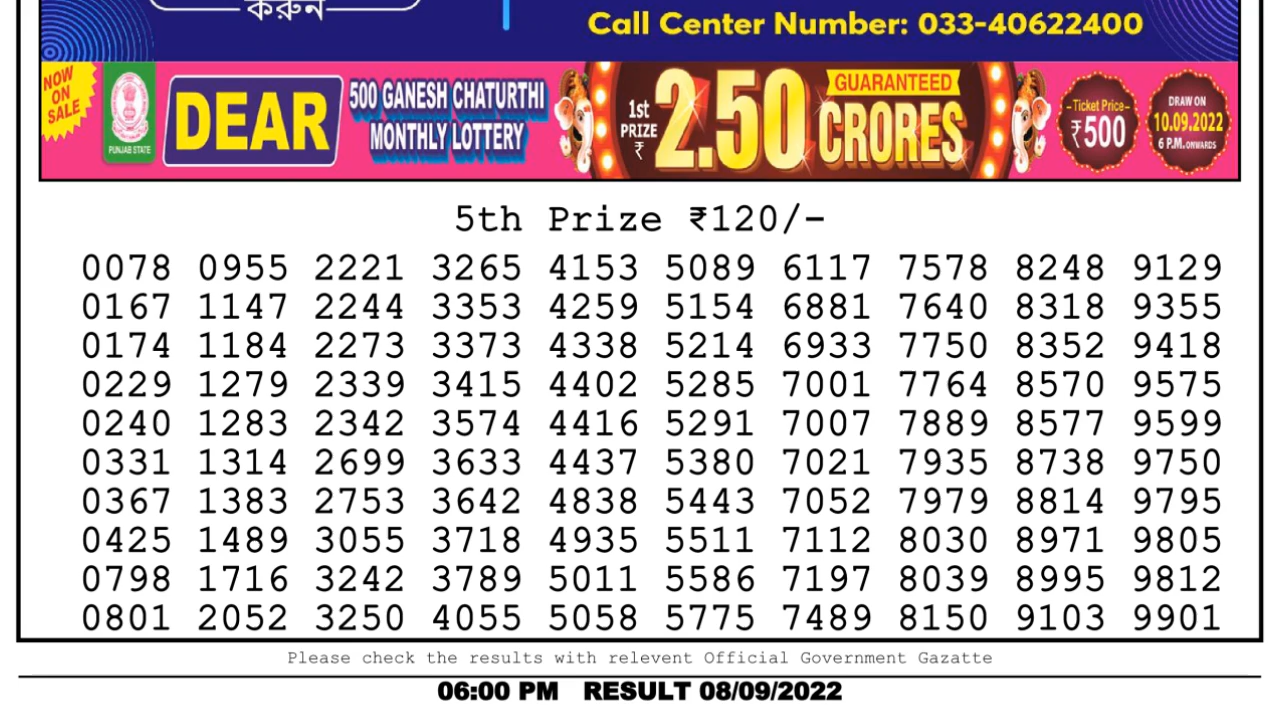 করুন
Call Center Number: 033-40622400
NOW ON SALE
PUNJAB STATE
DEAR
500 GANESH CHATURTHI
MONTHLY LOTTERY
1st PRIZE ₹
2.50
GUARANTEED
CRORES
Ticket Price
₹500
DRAW ON
10.09.2022
6 P.M. ONWARDS
5th Prize ₹120/-
0078 0955 2221 3265 4153 5089 6117 7578 8248 9129
0167 1147 2244 3353 4259 5154 6881 7640 8318 9355
0174 1184 2273 3373 4338 5214 6933 7750 8352 9418
0229 1279 2339 3415 4402 5285 7001 7764 8570 9575
0240 1283 2342 3574 4416 5291 7007 7889 8577 9599
0331 1314 2699 3633 4437 5380 7021 7935 8738 9750
0367 1383 2753 3642 4838 5443 7052 7979 8814 9795
0425 1489 3055 3718 4935 5511 7112 8030 8971 9805
0798 1716 3242 3789 5011 5586 7197 8039 8995 9812
0801 2052 3250 4055 5058 5775 7489 8150 9103 9901
Please check the results with relevent Official Government Gazatte
06:00 PM RESULT 08/09/2022